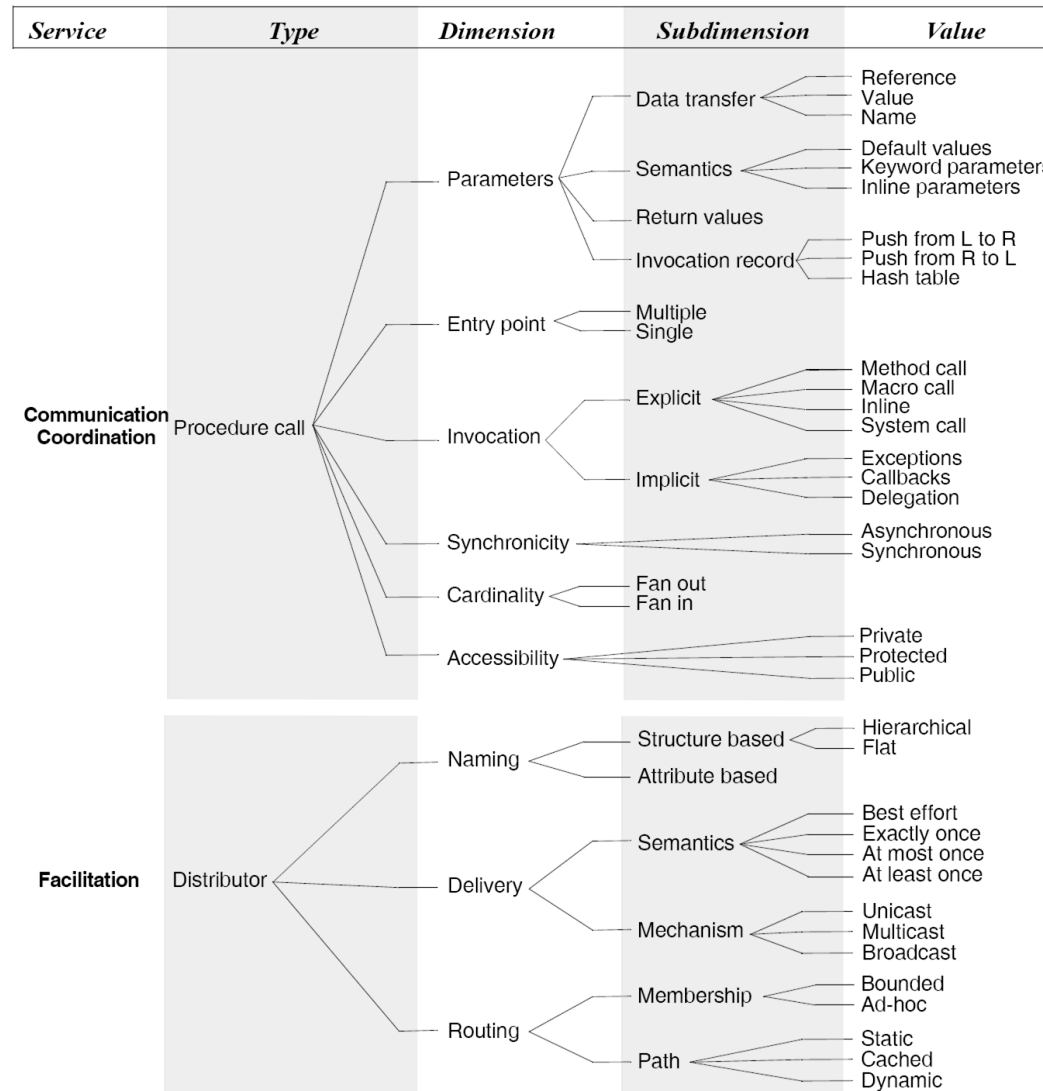 Service Type Dimension Subdimension Value
Reference
Data transfer Value
Name
Default values
Parameters Semantics Keyword parameters
Inline parameters
Return values
Push from L to R
Invocation record Push from R to L
Hash table
Multiple
Entry point
Single
Method call
Explicit Macro call
Communication Inline
Coordination Procedure call Invocation System call
Exceptions
Implicit Callbacks
Delegation
Asynchronous
Synchronicity
Synchronous
Fan out
Cardinality
Fan in
Private
Accessibility Protected
Public
Hierarchical
Structure based
Naming Flat
Attribute based
Best effort
Semantics Exactly once
At most once
Facilitation Distributor Delivery At least once
Unicast
Mechanism Multicast
Broadcast
Bounded
Membership
Ad-hoc
Routing
Static
Path Cached
Dynamic